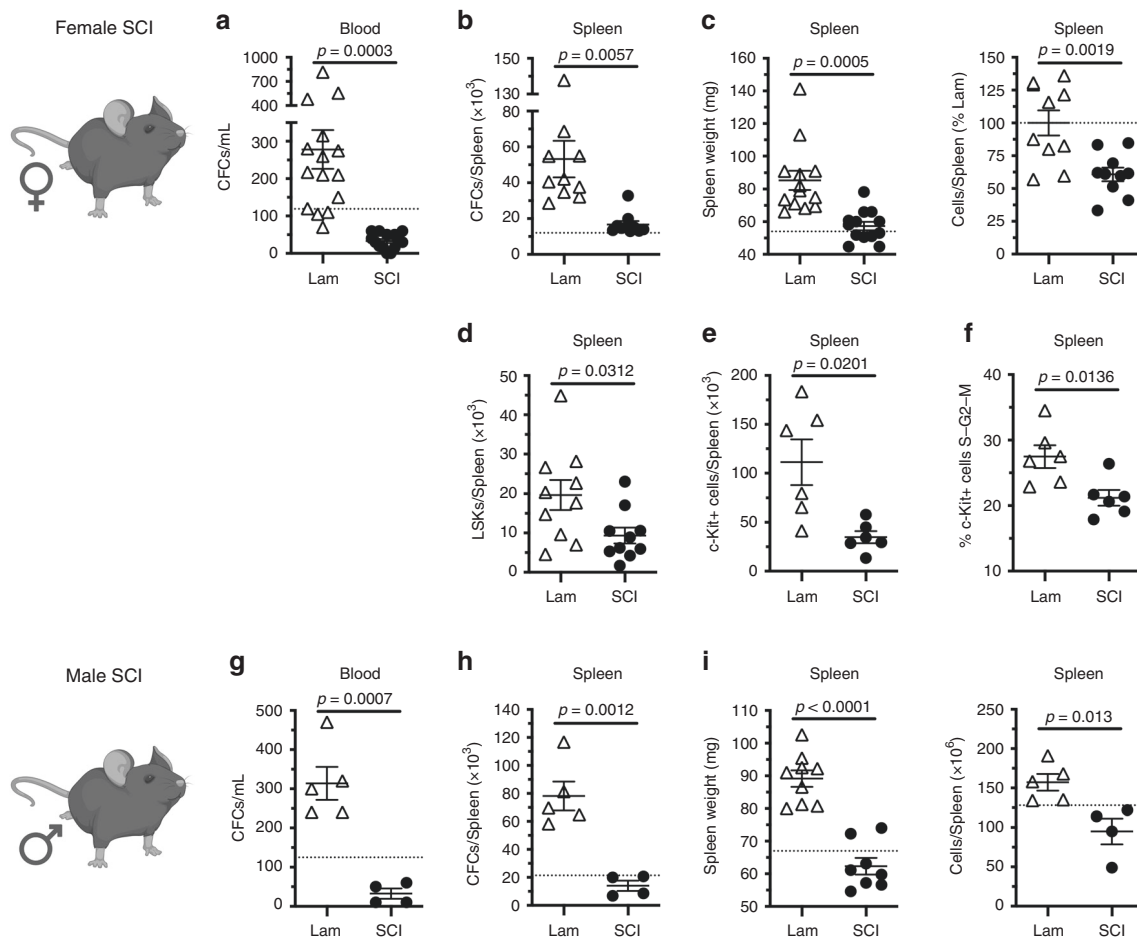 Female SCI
a
Blood
p = 0.0003
CFCs/mL
1000
800
600
400
300
200
100
0
Lam
SCI
b
Spleen
p = 0.0057
CFCs/Spleen (×10³)
150
130
60
40
20
0
Lam
SCI
c
Spleen
p = 0.0005
Spleen weight (mg)
160
140
120
100
80
60
40
Lam
SCI
Spleen
p = 0.0019
Cells/Spleen (% Lam)
150
125
100
75
50
25
0
Lam
SCI
d
Spleen
p = 0.0312
LSKs/Spleen (×10³)
50
40
30
20
10
0
Lam
SCI
e
Spleen
p = 0.0201
c-Kit+ cells/Spleen (×10³)
200
150
100
50
0
Lam
SCI
f
Spleen
p = 0.0136
% c-Kit+ cells S–G2–M
40
30
20
10
Lam
SCI
Male SCI
g
Blood
p = 0.0007
CFCs/mL
500
400
300
200
100
0
Lam
SCI
h
Spleen
p = 0.0012
CFCs/Spleen (×10³)
140
120
100
80
60
40
20
0
Lam
SCI
i
Spleen
p < 0.0001
Spleen weight (mg)
110
100
90
80
70
60
50
Lam
SCI
Spleen
p = 0.013
Cells/Spleen (×10⁶)
250
200
150
100
50
0
Lam
SCI